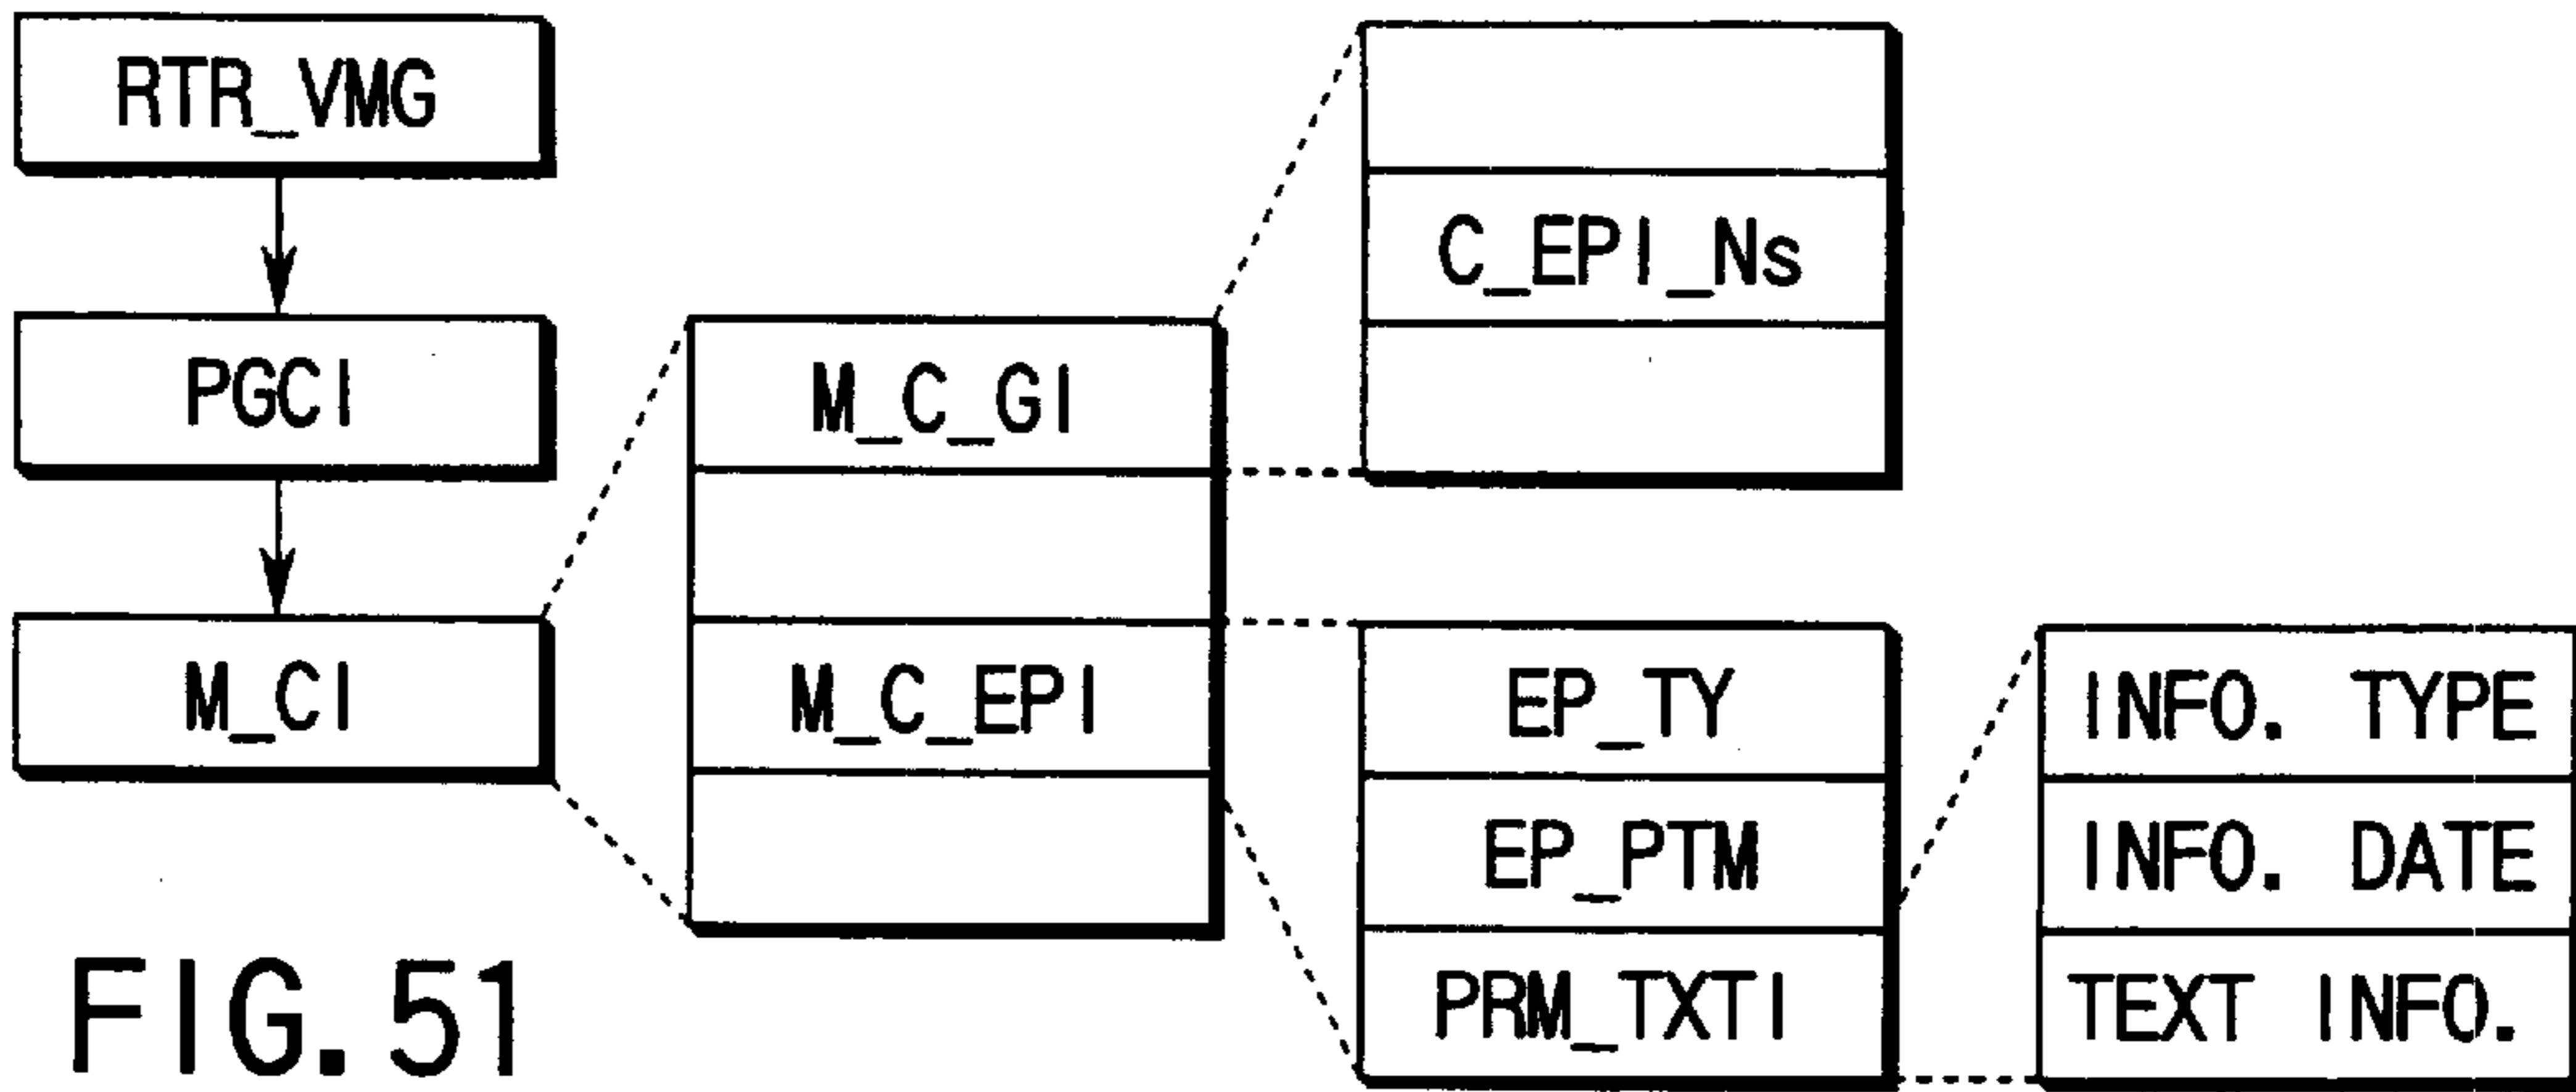 RTR_VMG
PGCI
M_CI
M_C_GI
M_C_EPI
C_EPI_Ns
EP_TY
EP_PTM
PRM_TXTI
INFO. TYPE
INFO. DATE
TEXT INFO.
FIG. 51